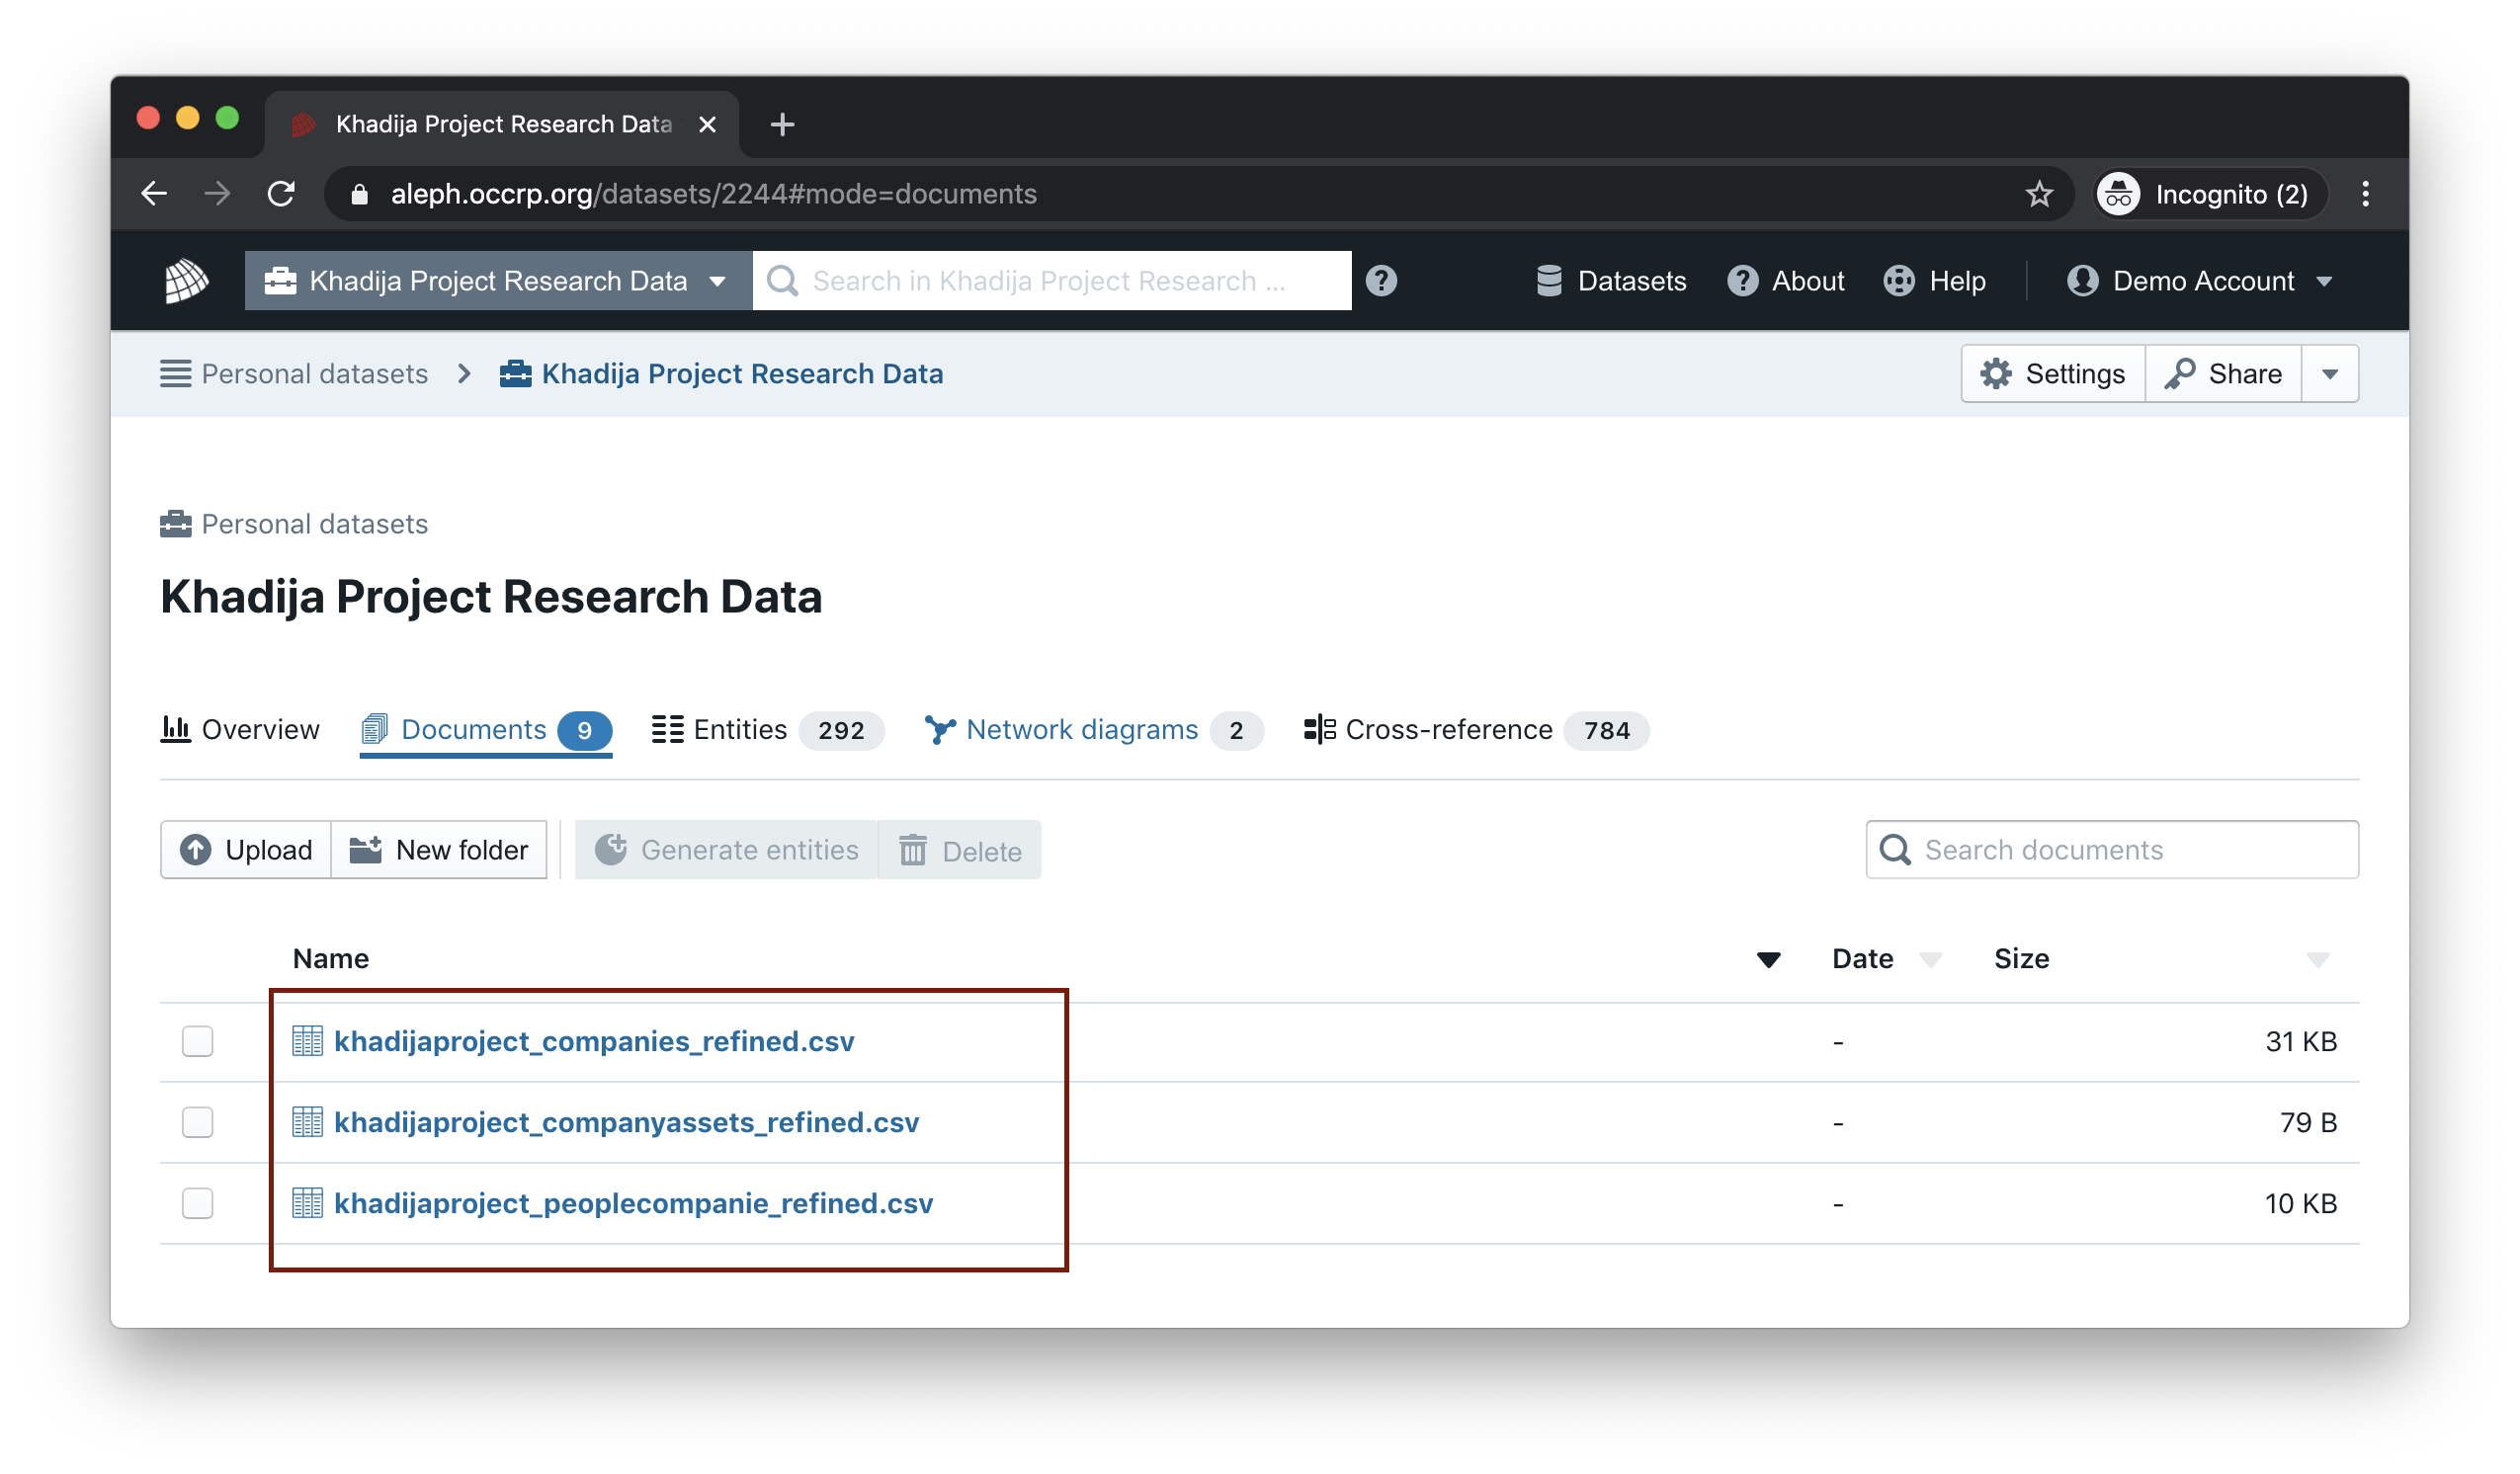 Khadija Project Research Data
aleph.occrp.org/datasets/2244#mode=documents
Incognito (2)
Khadija Project Research Data
Search in Khadija Project Research ...
Datasets
About
Help
Demo Account
Personal datasets
Khadija Project Research Data
Settings
Share
Personal datasets
Khadija Project Research Data
Overview
Documents 9
Entities 292
Network diagrams 2
Cross-reference 784
Upload
New folder
Generate entities
Delete
Search documents
Name Date Size
khadijaproject_companies_refined.csv - 31 KB
khadijaproject_companyassets_refined.csv - 79 B
khadijaproject_peoplecompanie_refined.csv - 10 KB